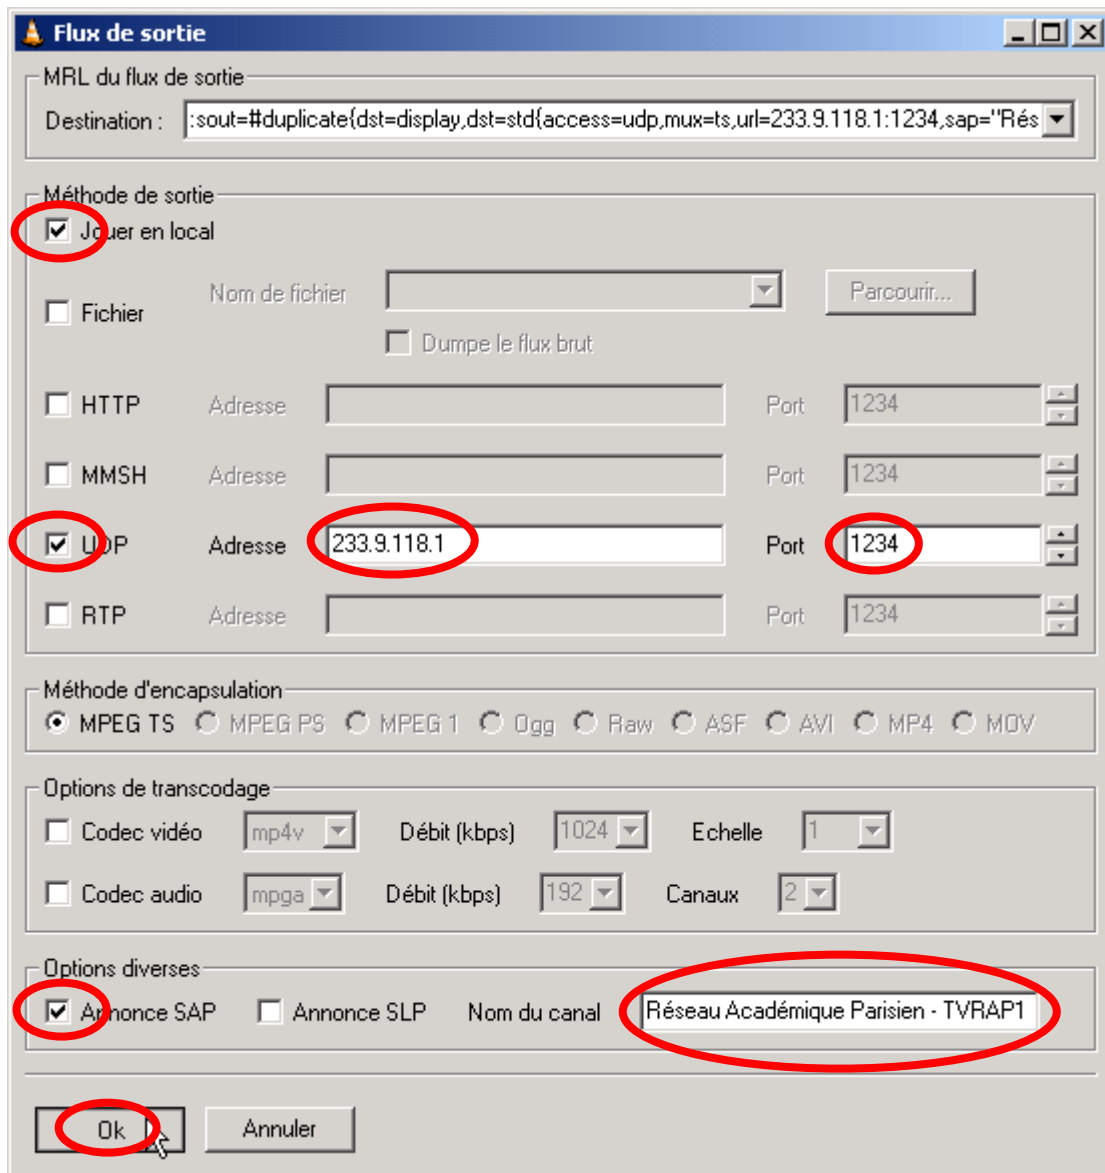 Flux de sortie
MRL du flux de sortie
Destination : :sout=#duplicate{dst=display,dst=std{access=udp,mux=ts,url=233.9.118.1:1234,sap="Rés
Méthode de sortie
Jouer en local
Fichier Nom de fichier Parcourir...
Dumpe le flux brut
HTTP Adresse Port 1234
MMSH Adresse Port 1234
UDP Adresse 233.9.118.1 Port 1234
RTP Adresse Port 1234
Méthode d'encapsulation
MPEG TS MPEG PS MPEG 1 Ogg Raw ASF AVI MP4 MOV
Options de transcodage
Codec vidéo mp4v Débit (kbps) 1024 Echelle 1
Codec audio mpga Débit (kbps) 192 Canaux 2
Options diverses
Annonce SAP Annonce SLP Nom du canal Réseau Académique Parisien - TVRAP1
Ok Annuler